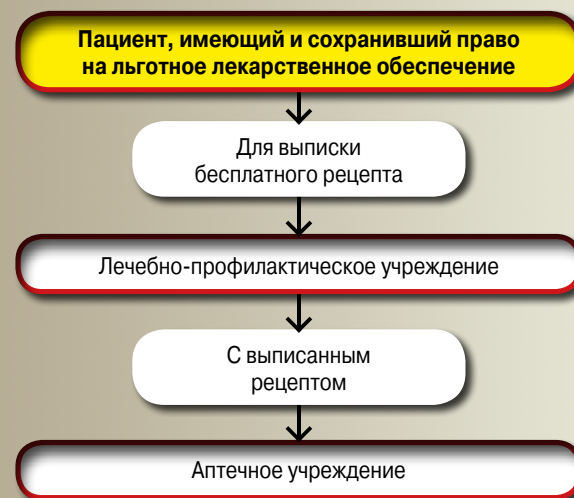 Пациент, имеющий и сохранивший право
на льготное лекарственное обеспечение
Для выписки
бесплатного рецепта
Лечебно-профилактическое учреждение
С выписанным
рецептом
Аптечное учреждение